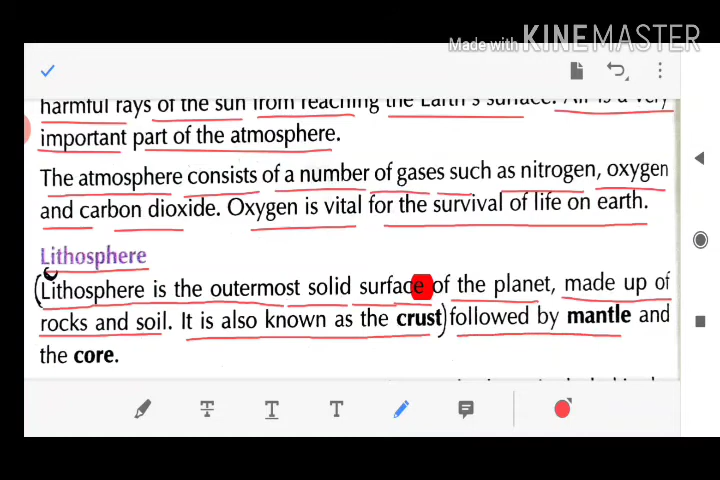 Made with KINEMASTER
harmful rays of the sun from reaching the Earth's surface. Air is a very
important part of the atmosphere.
The atmosphere consists of a number of gases such as nitrogen, oxygen
and carbon dioxide. Oxygen is vital for the survival of life on earth.
Lithosphere
(Lithosphere is the outermost solid surface of the planet, made up of
rocks and soil. It is also known as the crust) followed by mantle and
the core.